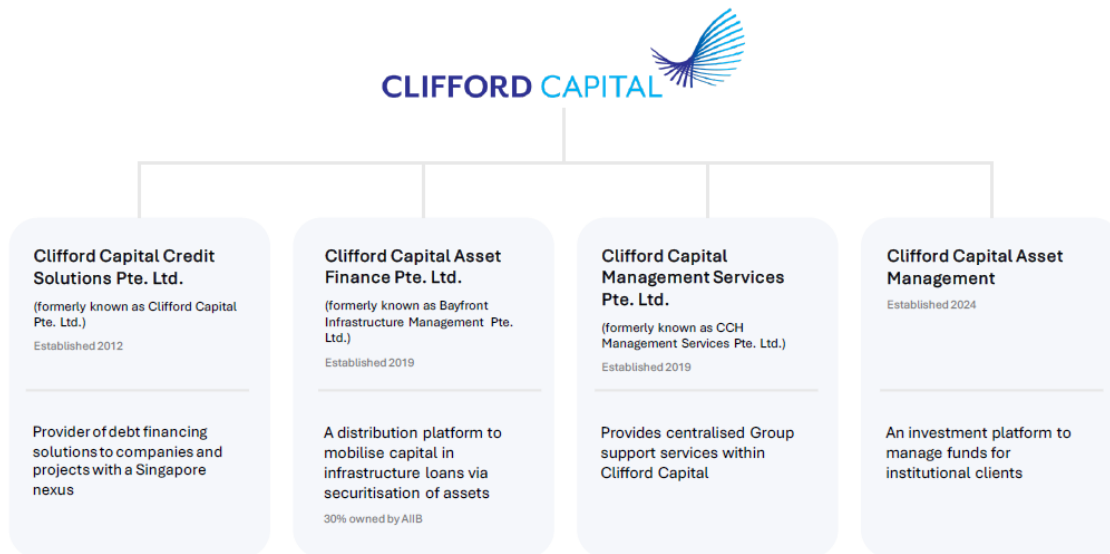 CLIFFORD CAPITAL
Clifford Capital Credit
Solutions Pte. Ltd.
(formerly known as Clifford Capital
Pte. Ltd.)
Established 2012
Provider of debt financing
solutions to companies and
projects with a Singapore
nexus
Clifford Capital Asset
Finance Pte. Ltd.
(formerly known as Bayfront
Infrastructure Management Pte.
Ltd.)
Established 2019
A distribution platform to
mobilise capital in
infrastructure loans via
securitisation of assets
30% owned by AIIB
Clifford Capital
Management Services
Pte. Ltd.
(formerly known as CCH
Management Services Pte. Ltd.)
Established 2019
Provides centralised Group
support services within
Clifford Capital
Clifford Capital Asset
Management
Established 2024
An investment platform to
manage funds for
institutional clients